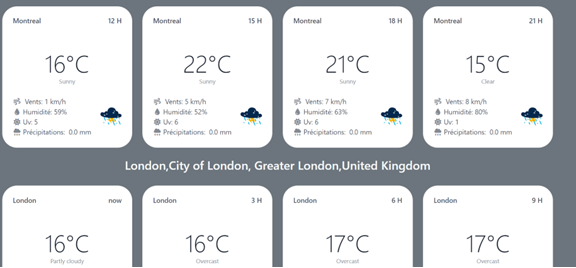 Montreal 12 H
16°C
Sunny
Vents: 1 km/h
Humidité: 59%
Uv: 5
Précipitations: 0.0 mm
Montreal 15 H
22°C
Sunny
Vents: 5 km/h
Humidité: 52%
Uv: 6
Précipitations: 0.0 mm
Montreal 18 H
21°C
Sunny
Vents: 7 km/h
Humidité: 63%
Uv: 6
Précipitations: 0.0 mm
Montreal 21 H
15°C
Clear
Vents: 8 km/h
Humidité: 80%
Uv: 1
Précipitations: 0.0 mm
London,City of London, Greater London,United Kingdom
London now
16°C
Partly cloudy
London 3 H
16°C
Overcast
London 6 H
17°C
Overcast
London 9 H
17°C
Overcast